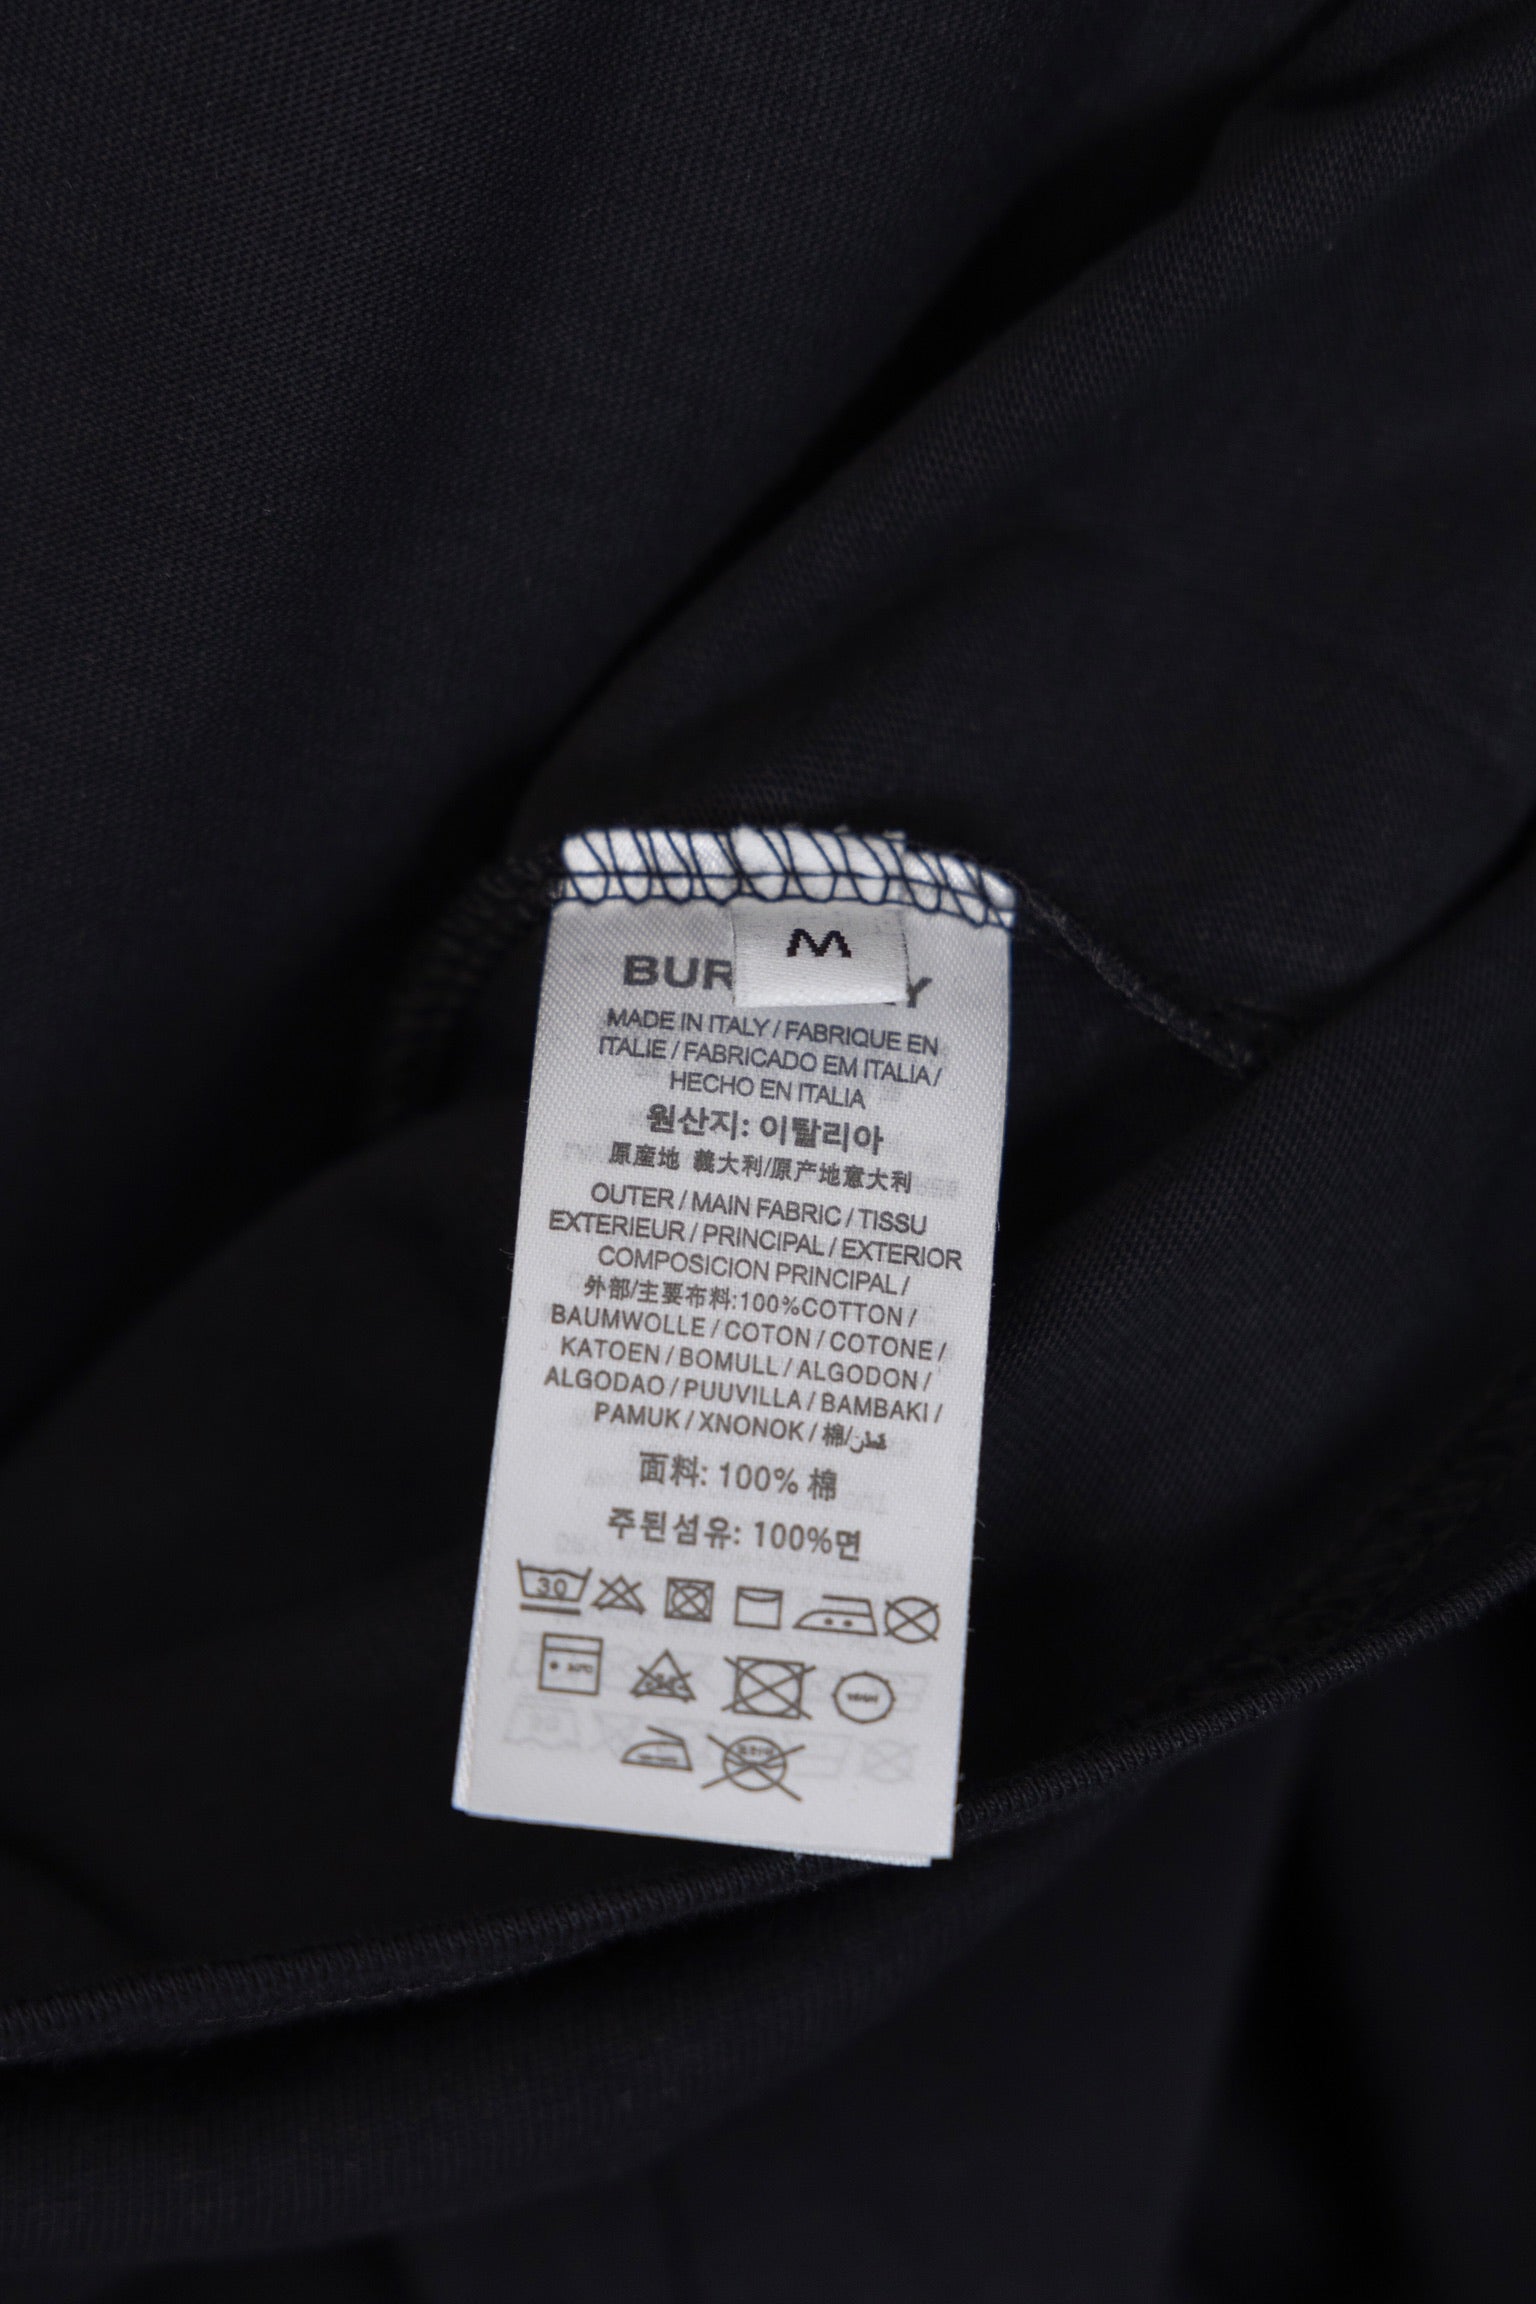 M
MADE IN ITALY / FABRIQUE EN
ITALIE / FABRICADO EM ITALIA /
HECHO EN ITALIA
원산지: 이탈리아
原産地 義大利/原产地意大利
OUTER / MAIN FABRIC / TISSU
EXTERIEUR / PRINCIPAL / EXTERIOR
COMPOSICION PRINCIPAL /
外部/主要布料:100%COTTON /
BAUMWOLLE / COTON / COTONE /
KATOEN / BOMULL / ALGODON /
ALGODAO / PUUVILLA / BAMBAKI /
PAMUK / XNONOK / 棉/قطن
面料: 100% 棉
주된섬유: 100%면
30